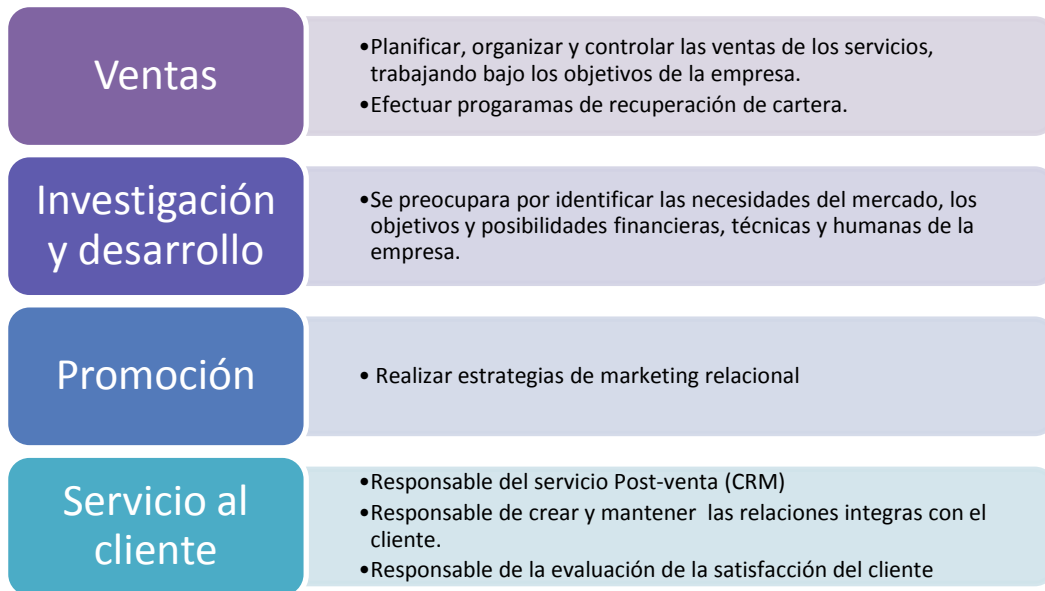 Ventas
•Planificar, organizar y controlar las ventas de los servicios,
trabajando bajo los objetivos de la empresa.
•Efectuar progaramas de recuperación de cartera.
Investigación
y desarrollo
•Se preocupara por identificar las necesidades del mercado, los
objetivos y posibilidades financieras, técnicas y humanas de la
empresa.
Promoción
• Realizar estrategias de marketing relacional
Servicio al
cliente
•Responsable del servicio Post-venta (CRM)
•Responsable de crear y mantener  las relaciones integras con el
cliente.
•Responsable de la evaluación de la satisfacción del cliente